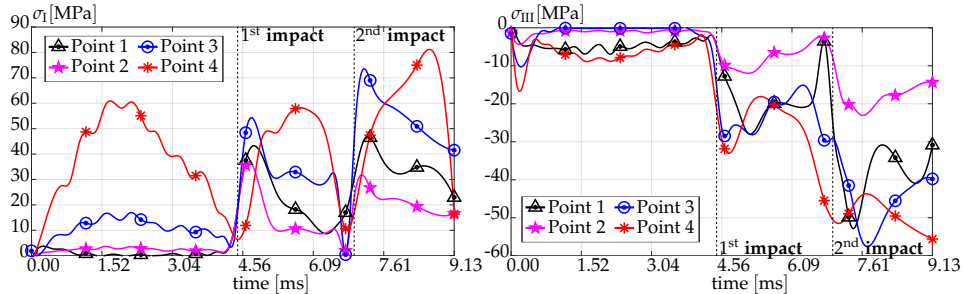 σ_I [MPa]
90
80
70
60
50
40
30
20
10
0
Point 1
Point 2
Point 3
Point 4
1st impact
2nd impact
0.00 1.52 3.04 4.56 6.09 7.61 9.13
time [ms]
σ_III [MPa]
0
-10
-20
-30
-40
-50
-60
Point 1
Point 2
Point 3
Point 4
1st impact
2nd impact
0.00 1.52 3.04 4.56 6.09 7.61 9.13
time [ms]